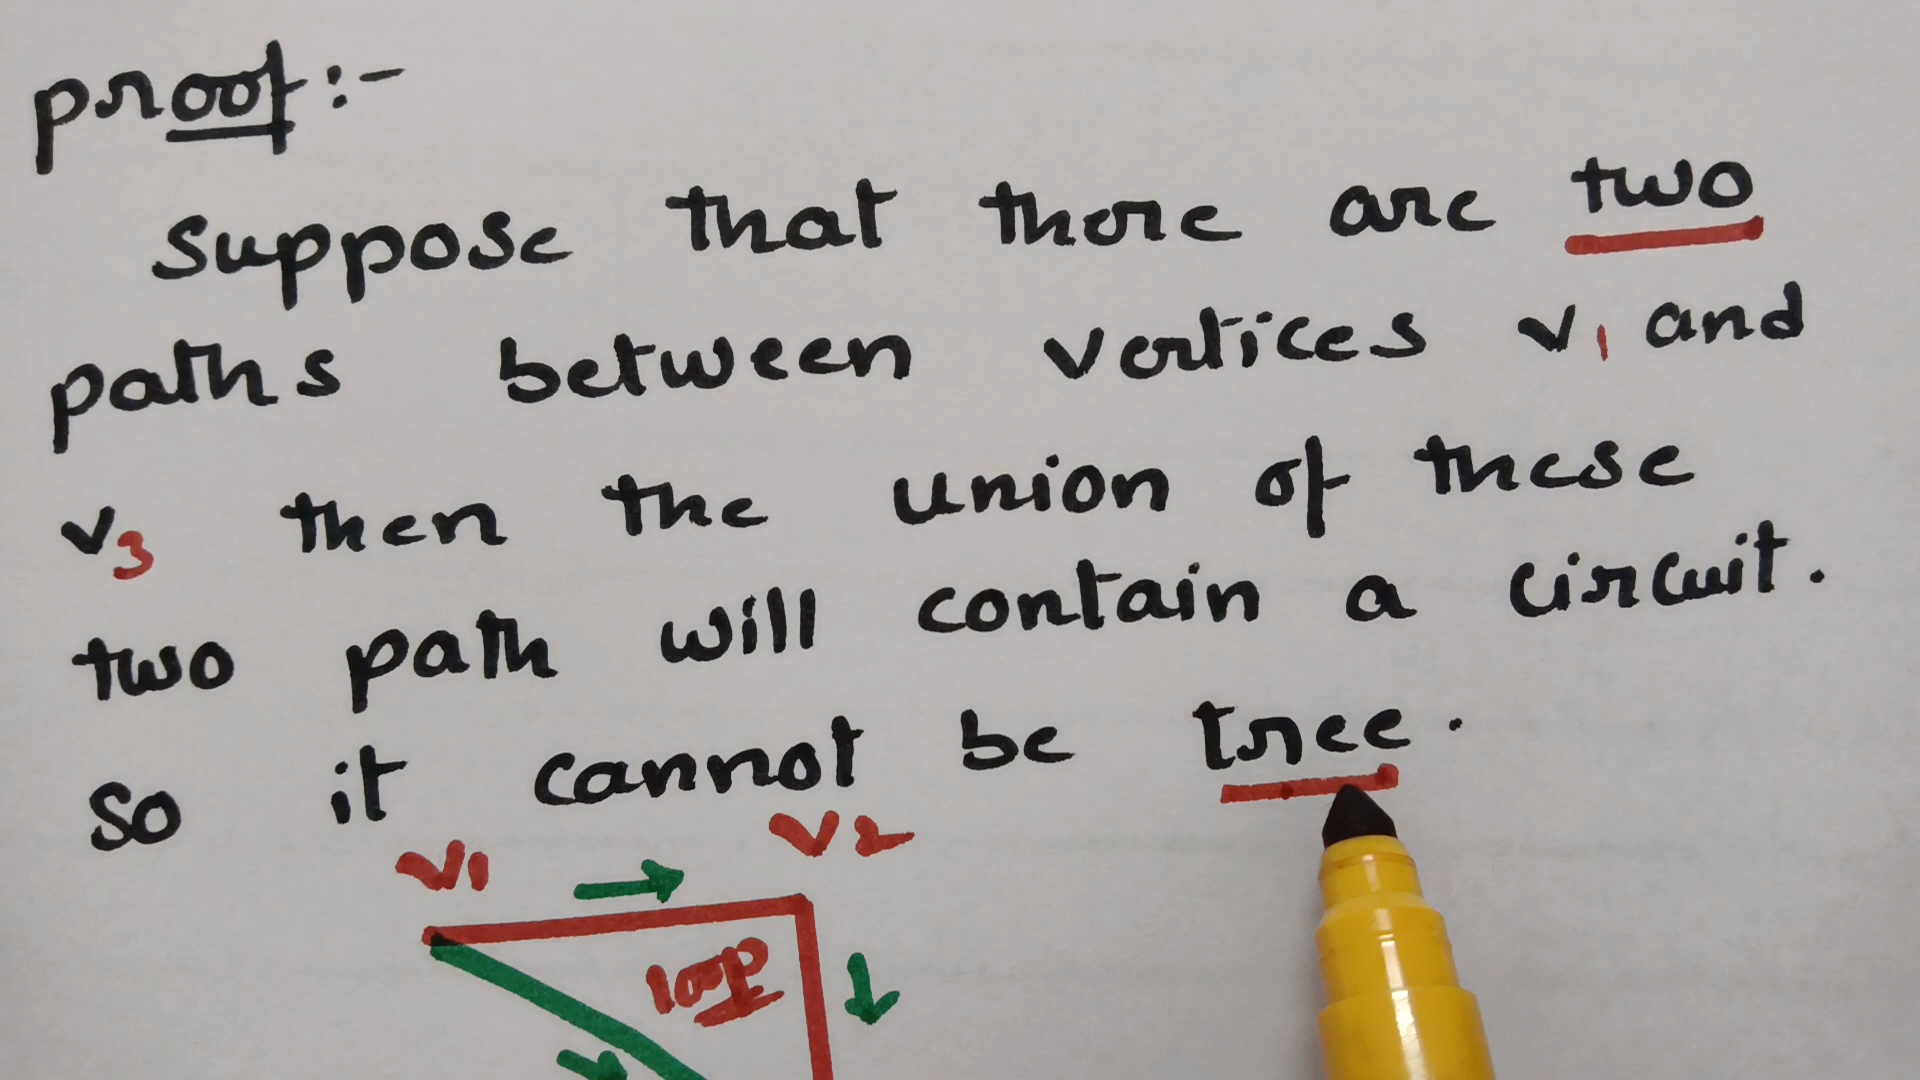 proof:-
Suppose that there are two
paths between vertices v1 and
v3 then the union of these
two path will contain a circuit.
So it cannot be tree.
V1 V2
loop